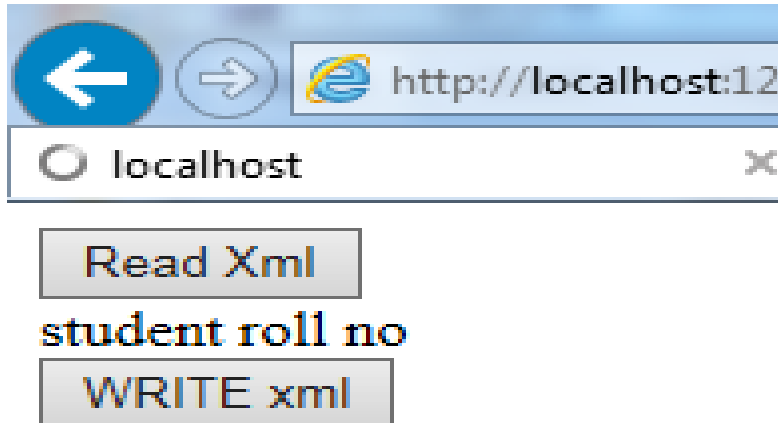 http://localhost:12
localhost
Read Xml
student roll no
WRITE xml